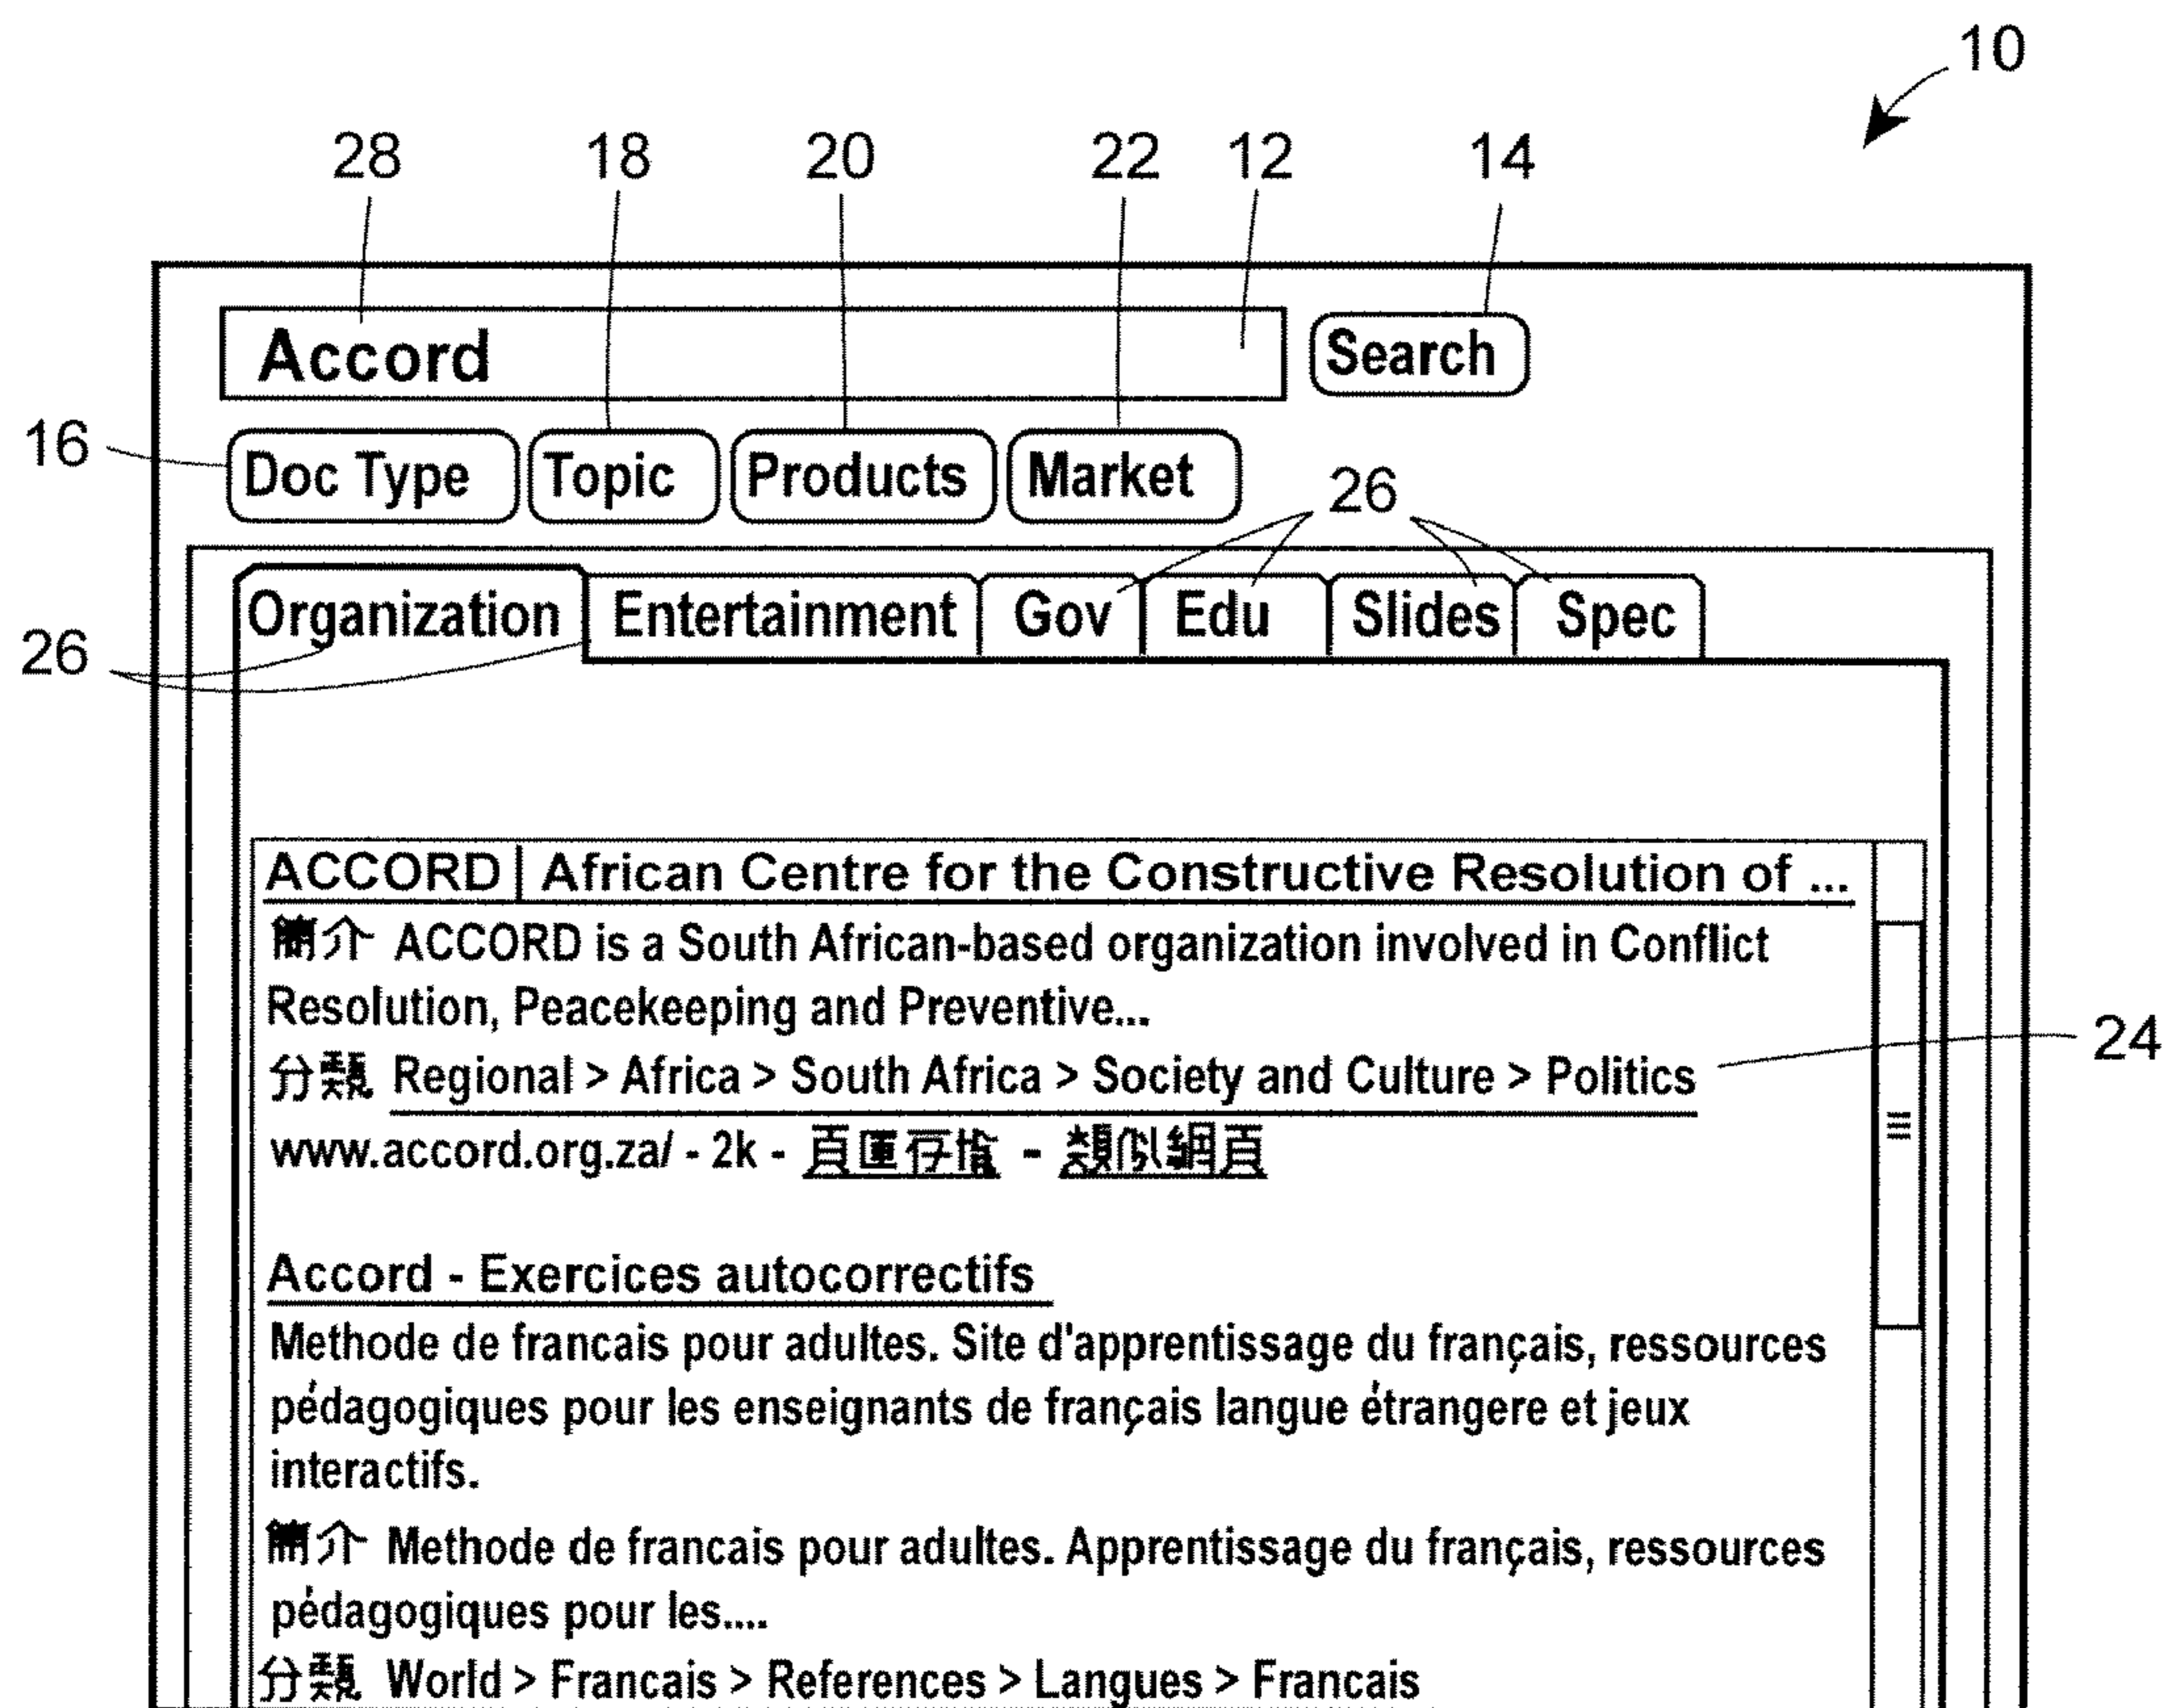 10
28 18 20 22 12 14
Accord Search
16 Doc Type Topic Products Market
26
Organization Entertainment Gov Edu Slides Spec
26
ACCORD | African Centre for the Constructive Resolution of ...
簡介 ACCORD is a South African-based organization involved in Conflict
Resolution, Peacekeeping and Preventive...
分類 Regional > Africa > South Africa > Society and Culture > Politics
24
www.accord.org.za/ - 2k - 頁庫存檔 - 類似網頁
Accord - Exercices autocorrectifs
Methode de francais pour adultes. Site d'apprentissage du français, ressources
pédagogiques pour les enseignants de français langue étrangere et jeux
interactifs.
簡介 Methode de francais pour adultes. Apprentissage du français, ressources
pédagogiques pour les....
分類 World > Francais > References > Langues > Francais